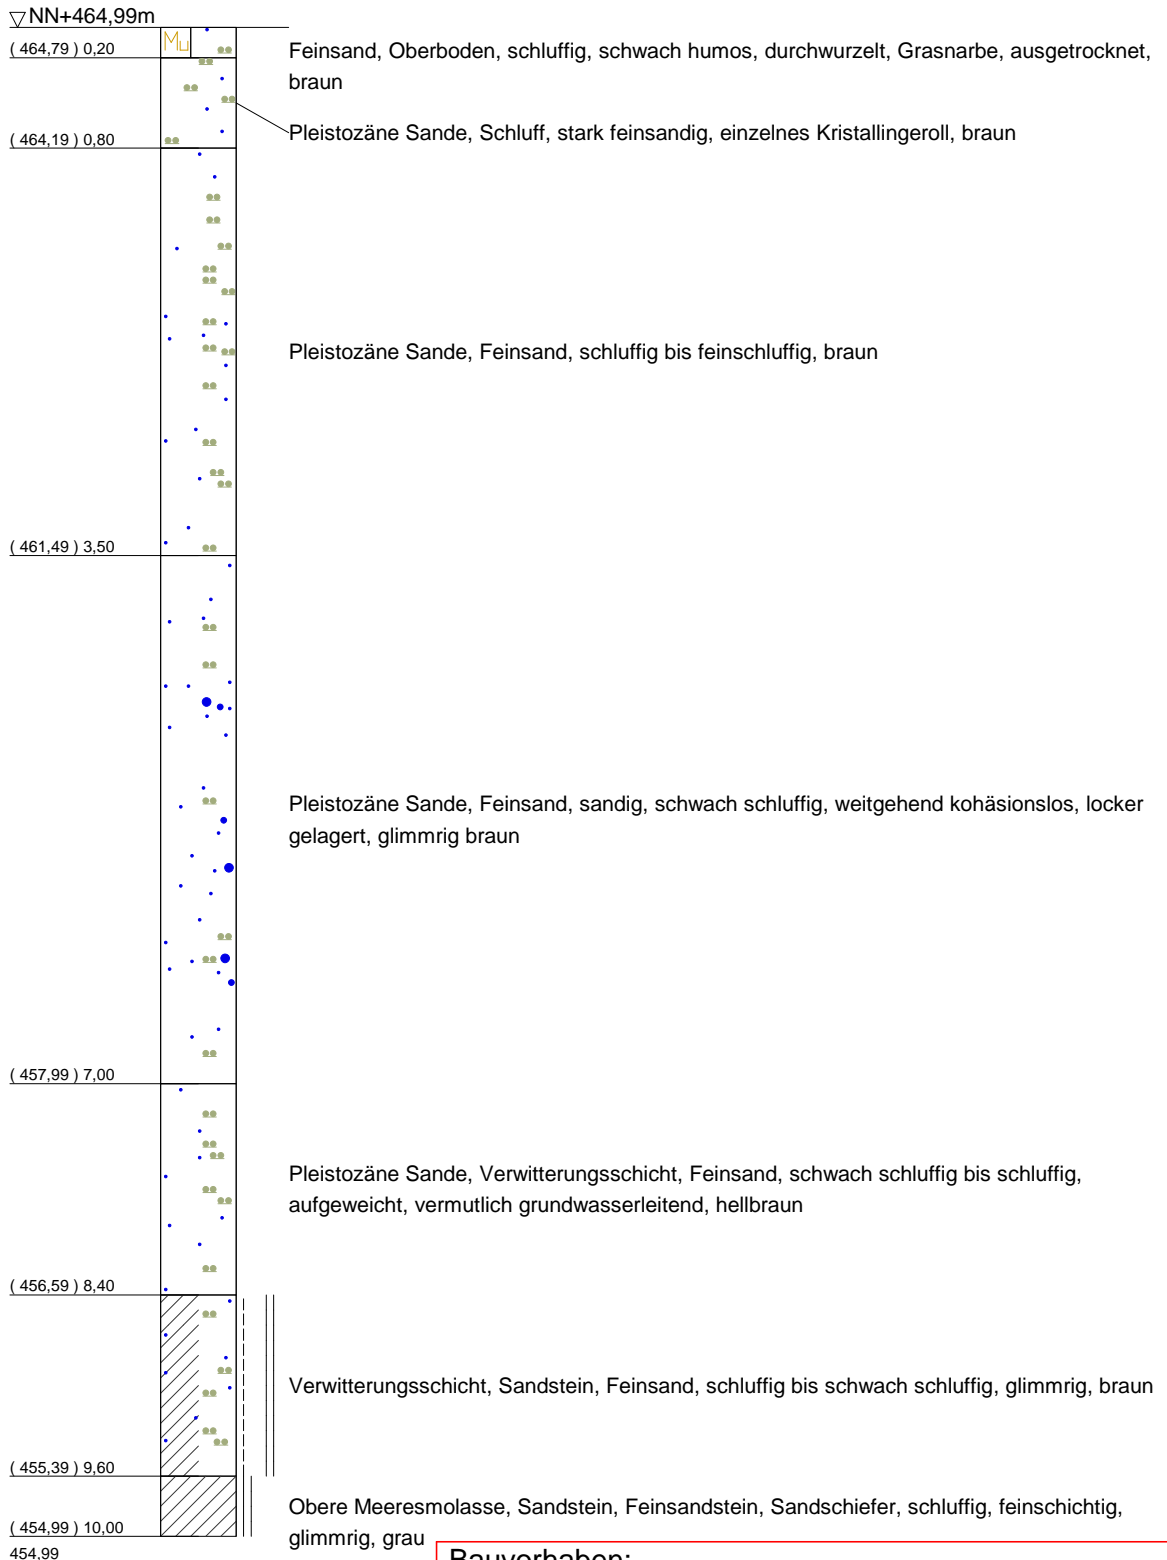 NN+464,99m
Mu
( 464,79 ) 0,20
Feinsand, Oberboden, schluffig, schwach humos, durchwurzelt, Grasnarbe, ausgetrocknet,
braun
Pleistozäne Sande, Schluff, stark feinsandig, einzelnes Kristallingeroll, braun
( 464,19 ) 0,80
Pleistozäne Sande, Feinsand, schluffig bis feinschluffig, braun
( 461,49 ) 3,50
Pleistozäne Sande, Feinsand, sandig, schwach schluffig, weitgehend kohäsionslos, locker
gelagert, glimmrig braun
( 457,99 ) 7,00
Pleistozäne Sande, Verwitterungsschicht, Feinsand, schwach schluffig bis schluffig,
aufgeweicht, vermutlich grundwasserleitend, hellbraun
( 456,59 ) 8,40
Verwitterungsschicht, Sandstein, Feinsand, schluffig bis schwach schluffig, glimmrig, braun
( 455,39 ) 9,60
Obere Meeresmolasse, Sandstein, Feinsandstein, Sandschiefer, schluffig, feinschichtig,
glimmrig, grau
( 454,99 ) 10,00
454.99
Bauvorhaben: